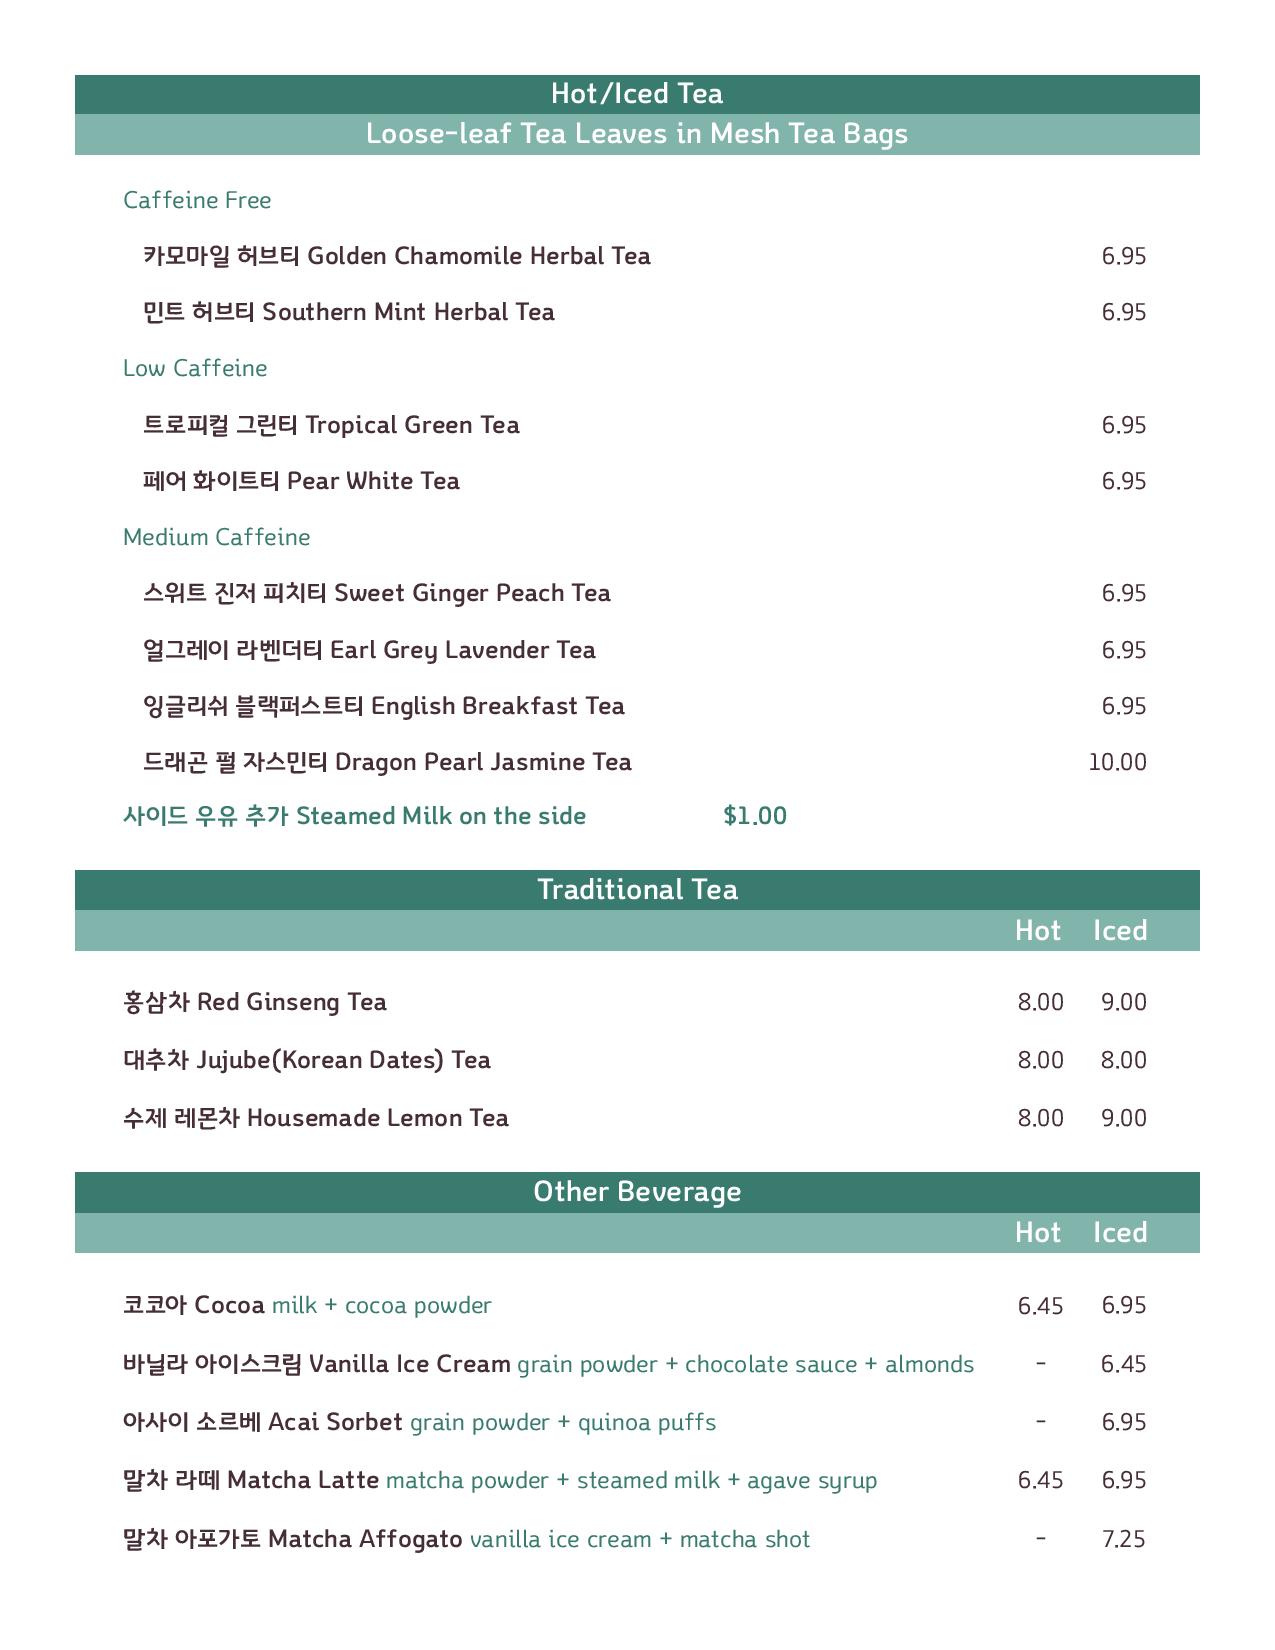 Hot/Iced Tea
Loose-leaf Tea Leaves in Mesh Tea Bags
Caffeine Free
카모마일 허브티 Golden Chamomile Herbal Tea 6.95
민트 허브티 Southern Mint Herbal Tea 6.95
Low Caffeine
트로피컬 그린티 Tropical Green Tea 6.95
페어 화이트티 Pear White Tea 6.95
Medium Caffeine
스위트 진저 피치티 Sweet Ginger Peach Tea 6.95
얼그레이 라벤더티 Earl Grey Lavender Tea 6.95
잉글리쉬 블랙퍼스트티 English Breakfast Tea 6.95
드래곤 펄 자스민티 Dragon Pearl Jasmine Tea 10.00
사이드 우유 추가 Steamed Milk on the side $1.00
Traditional Tea
Hot Iced
홍삼차 Red Ginseng Tea 8.00 9.00
대추차 Jujube(Korean Dates) Tea 8.00 8.00
수제 레몬차 Housemade Lemon Tea 8.00 9.00
Other Beverage
Hot Iced
코코아 Cocoa milk + cocoa powder 6.45 6.95
바닐라 아이스크림 Vanilla Ice Cream grain powder + chocolate sauce + almonds - 6.45
아사이 소르베 Acai Sorbet grain powder + quinoa puffs - 6.95
말차 라떼 Matcha Latte matcha powder + steamed milk + agave syrup 6.45 6.95
말차 아포가토 Matcha Affogato vanilla ice cream + matcha shot - 7.25